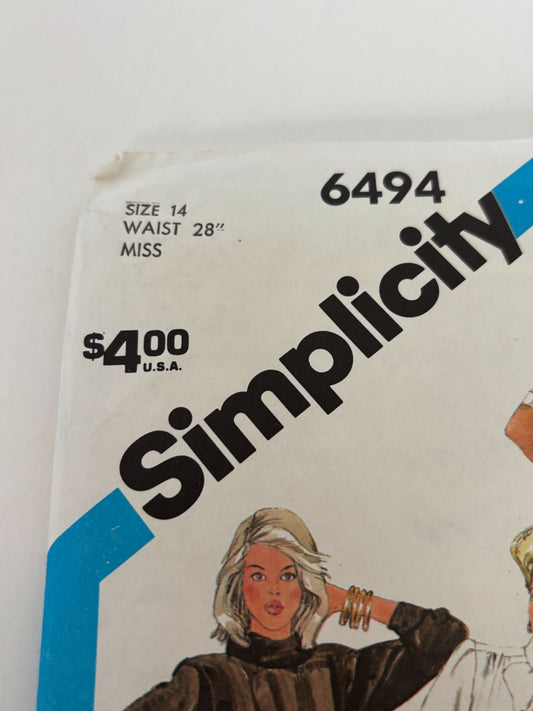 6494
SIZE 14
WAIST 28"
MISS
$4.00
U.S.A.
Simplicity